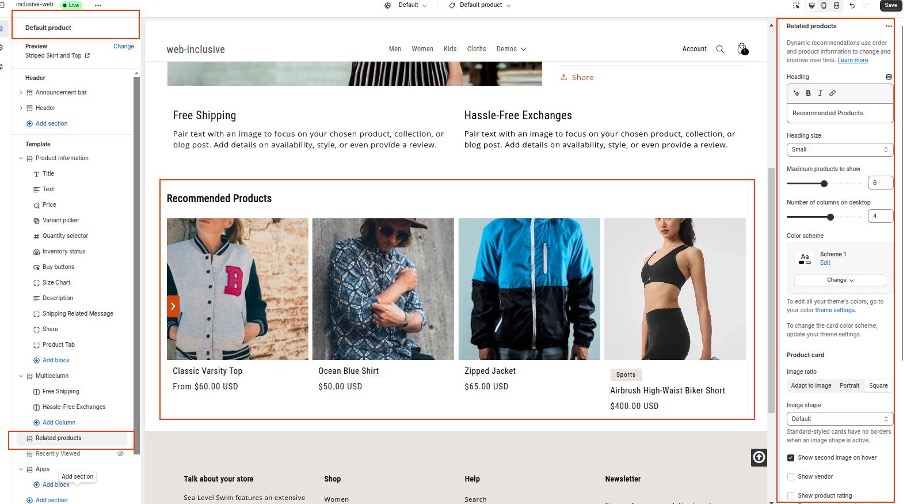 inclusive-web
Live
Default
Default product
Save
Default product
Preview
Change
Striped Skirt and Top
Header
Announcement bar
Header
Add section
Template
Product information
Title
Text
Price
Variant picker
Quantity selector
Inventory status
Buy buttons
Size Chart
Description
Shipping Related Message
Share
Product Tab
Add block
Multicolumn
Free Shipping
Hassle-Free Exchanges
Add Column
Related products
Recently Viewed
Apps
Add section
Add block
Add section
web-inclusive
Men Women Kids Cloths Demos
Account
Share
Free Shipping
Pair text with an image to focus on your chosen product, collection, or
blog post. Add details on availability, style, or even provide a review.
Hassle-Free Exchanges
Pair text with an image to focus on your chosen product, collection, or
blog post. Add details on availability, style, or even provide a review.
Recommended Products
B
Classic Varsity Top
From $60.00 USD
Ocean Blue Shirt
$50.00 USD
Zipped Jacket
$65.00 USD
Sports
Airbrush High-Waist Biker Short
$400.00 USD
Talk about your store
Sea Level Swim features an extensive
Shop
Women
Help
Search
Newsletter
Related products
Dynamic recommendations use order
and product information to change and
improve over time. Learn more
Heading
B I
Recommended Products
Heading size
Small
Maximum products to show
6
Number of columns on desktop
4
Color scheme
Aa
Scheme 1
Edit
Change
To edit all your theme's colors, go to
your color theme settings.
To change the card color scheme,
update your theme settings.
Product card
Image ratio
Adapt to image Portrait Square
Image shape
Default
Standard-styled cards have no borders
when an image shape is active.
Show second image on hover
Show vendor
Show product rating